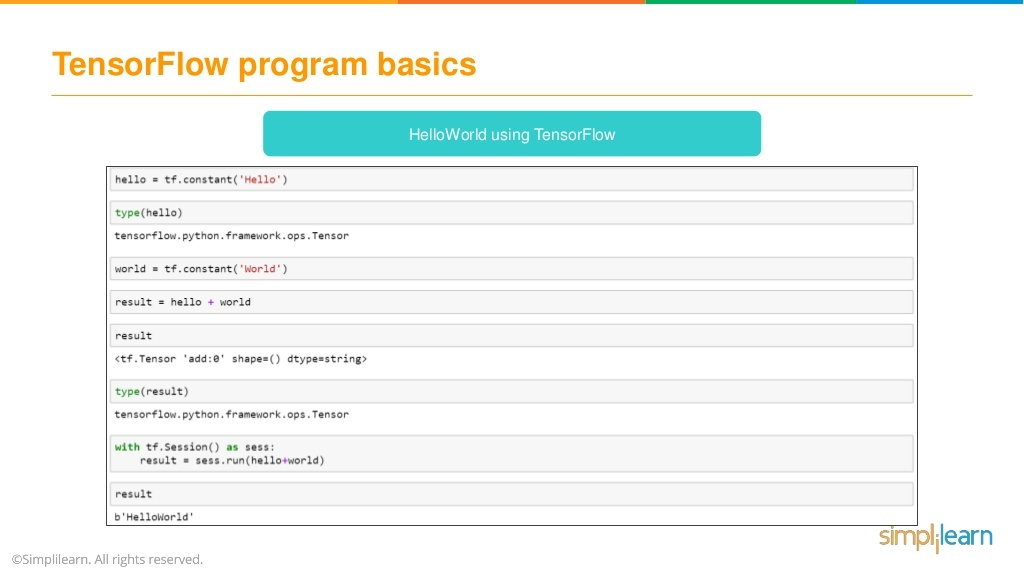 TensorFlow program basics
HelloWorld using TensorFlow
hello = tf.constant('Hello')
type(hello)
tensorflow.python.framework.ops.Tensor
world = tf.constant('World')
result = hello + world
result
<tf.Tensor 'add:0' shape=() dtype=string>
type(result)
tensorflow.python.framework.ops.Tensor
with tf.Session() as sess:
    result = sess.run(hello+world)
result
b'HelloWorld'
simplilearn
©Simplilearn. All rights reserved.